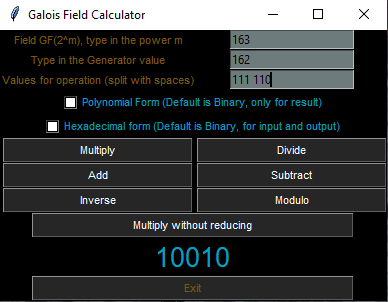 Galois Field Calculator
Field GF(2^m), type in the power m 163
Type in the Generator value 162
Values for operation (split with spaces) 111 110
Polynomial Form (Default is Binary, only for result)
Hexadecimal form (Default is Binary, for input and output)
Multiply Divide
Add Subtract
Inverse Modulo
Multiply without reducing
10010
Exit